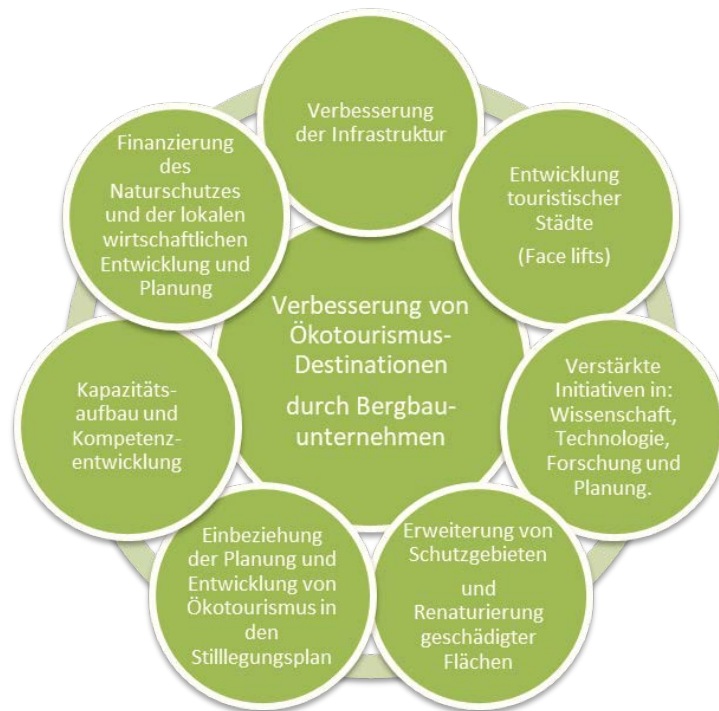 Verbesserung
der Infrastruktur
Entwicklung
touristischer
Städte
(Face lifts)
Verstärkte
Initiativen in:
Wissenschaft,
Technologie,
Forschung und
Planung.
Erweiterung von
Schutzgebieten
und
Renaturierung
geschädigter
Flächen
Einbeziehung
der Planung und
Entwicklung von
Ökotourismus in
den
Stilllegungsplan
Kapazitäts-
aufbau und
Kompetenz-
entwicklung
Finanzierung
des
Naturschutzes
und der lokalen
wirtschaftlichen
Entwicklung und
Planung
Verbesserung von
Ökotourismus-
Destinationen
durch Bergbau-
unternehmen